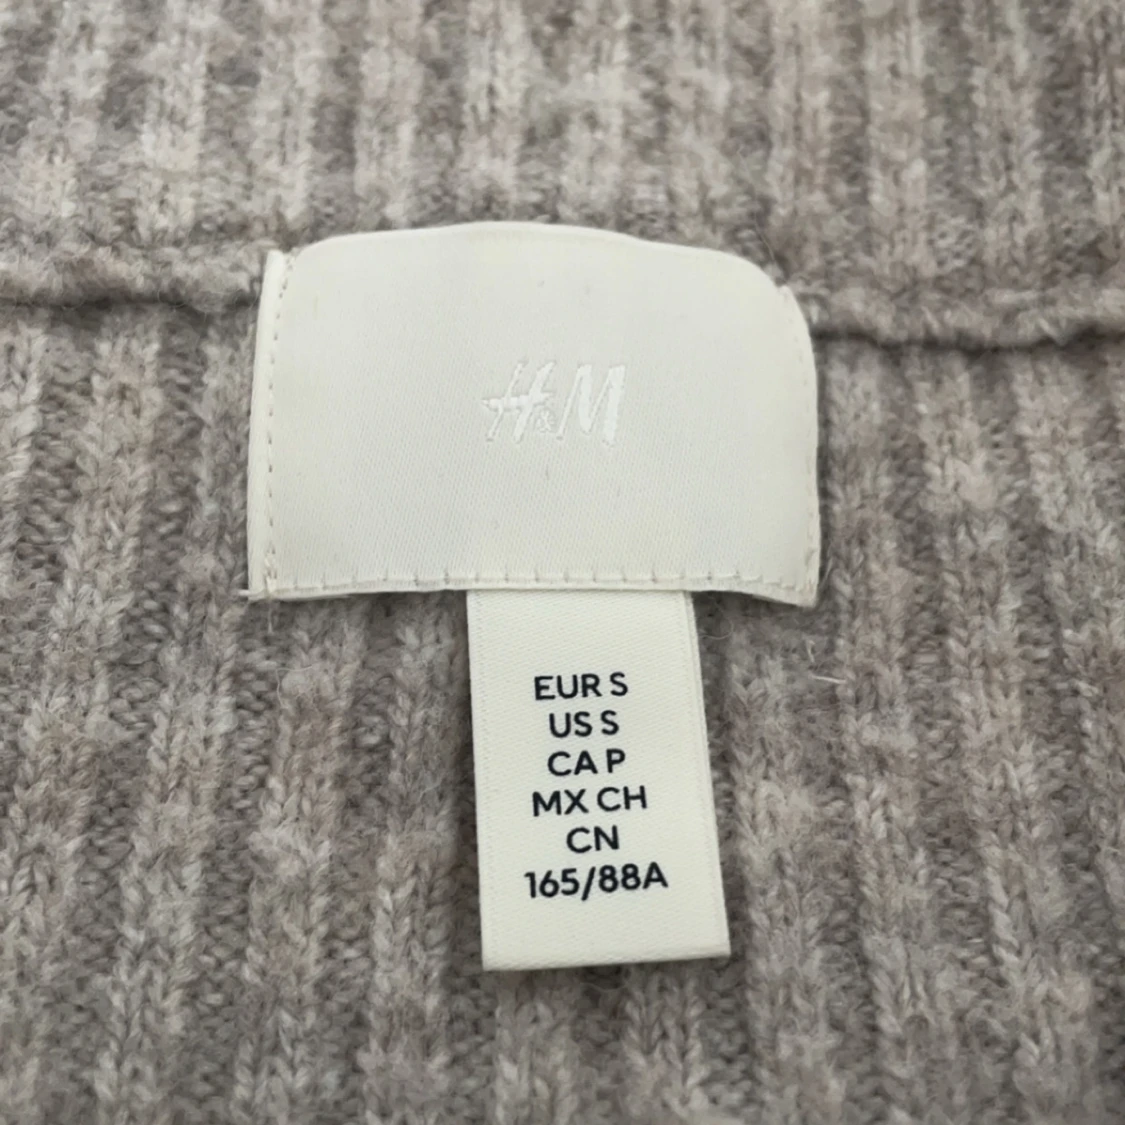 H&M
EUR S
US S
CA P
MX CH
CN
165/88A